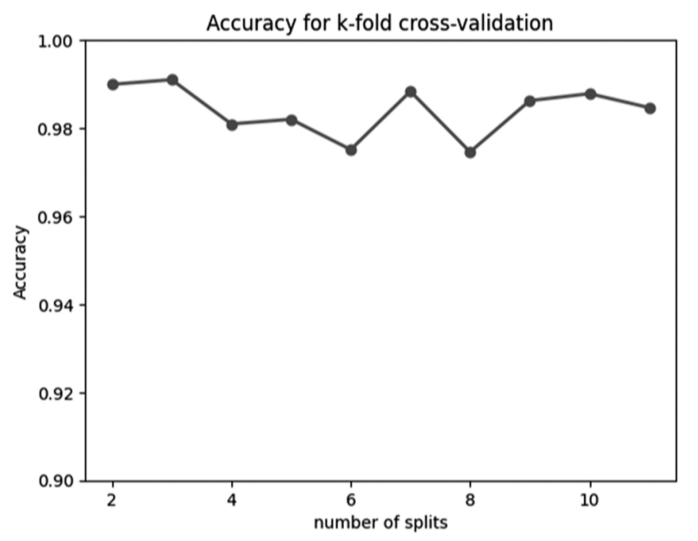 Accuracy for k-fold cross-validation
1.00
0.98
0.96
0.94
0.92
0.90
Accuracy
2 4 6 8 10
number of splits